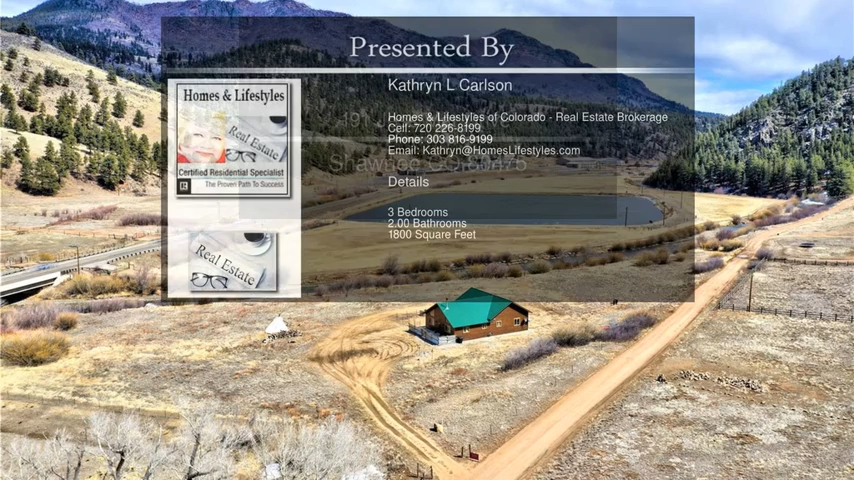 Presented By
Kathryn L Carlson
Homes & Lifestyles
Real Estate
Certified Residential Specialist
The Proven Path To Success
Homes & Lifestyles of Colorado - Real Estate Brokerage
Cell: 720 226-8199
Phone: 303 816-9199
Email: Kathryn@HomesLifestyles.com
Details
3 Bedrooms
2.00 Bathrooms
1800 Square Feet
Real Estate